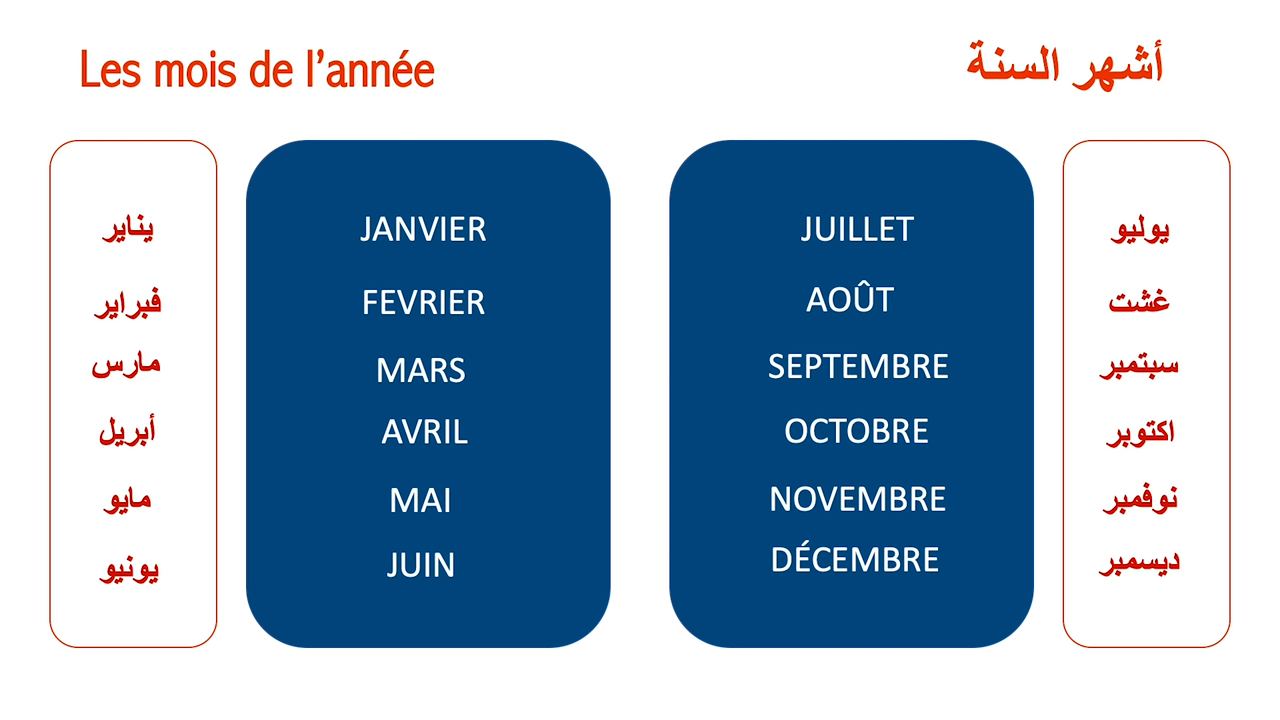 Les mois de l’année
أشهر السنة
يناير
JANVIER
فبراير
FEVRIER
مارس
MARS
أبريل
AVRIL
مايو
MAI
يونيو
JUIN
JUILLET
يوليو
AOÛT
غشت
SEPTEMBRE
سبتمبر
OCTOBRE
اكتوبر
NOVEMBRE
نوفمبر
DÉCEMBRE
ديسمبر